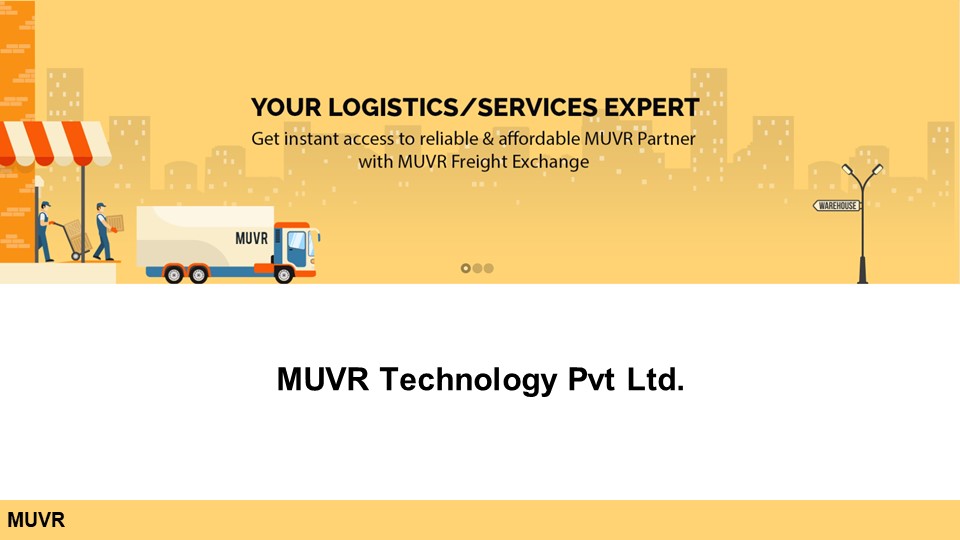 YOUR LOGISTICS/SERVICES EXPERT
Get instant access to reliable & affordable MUVR Partner
with MUVR Freight Exchange
WAREHOUSE
MUVR
MUVR Technology Pvt Ltd.
MUVR